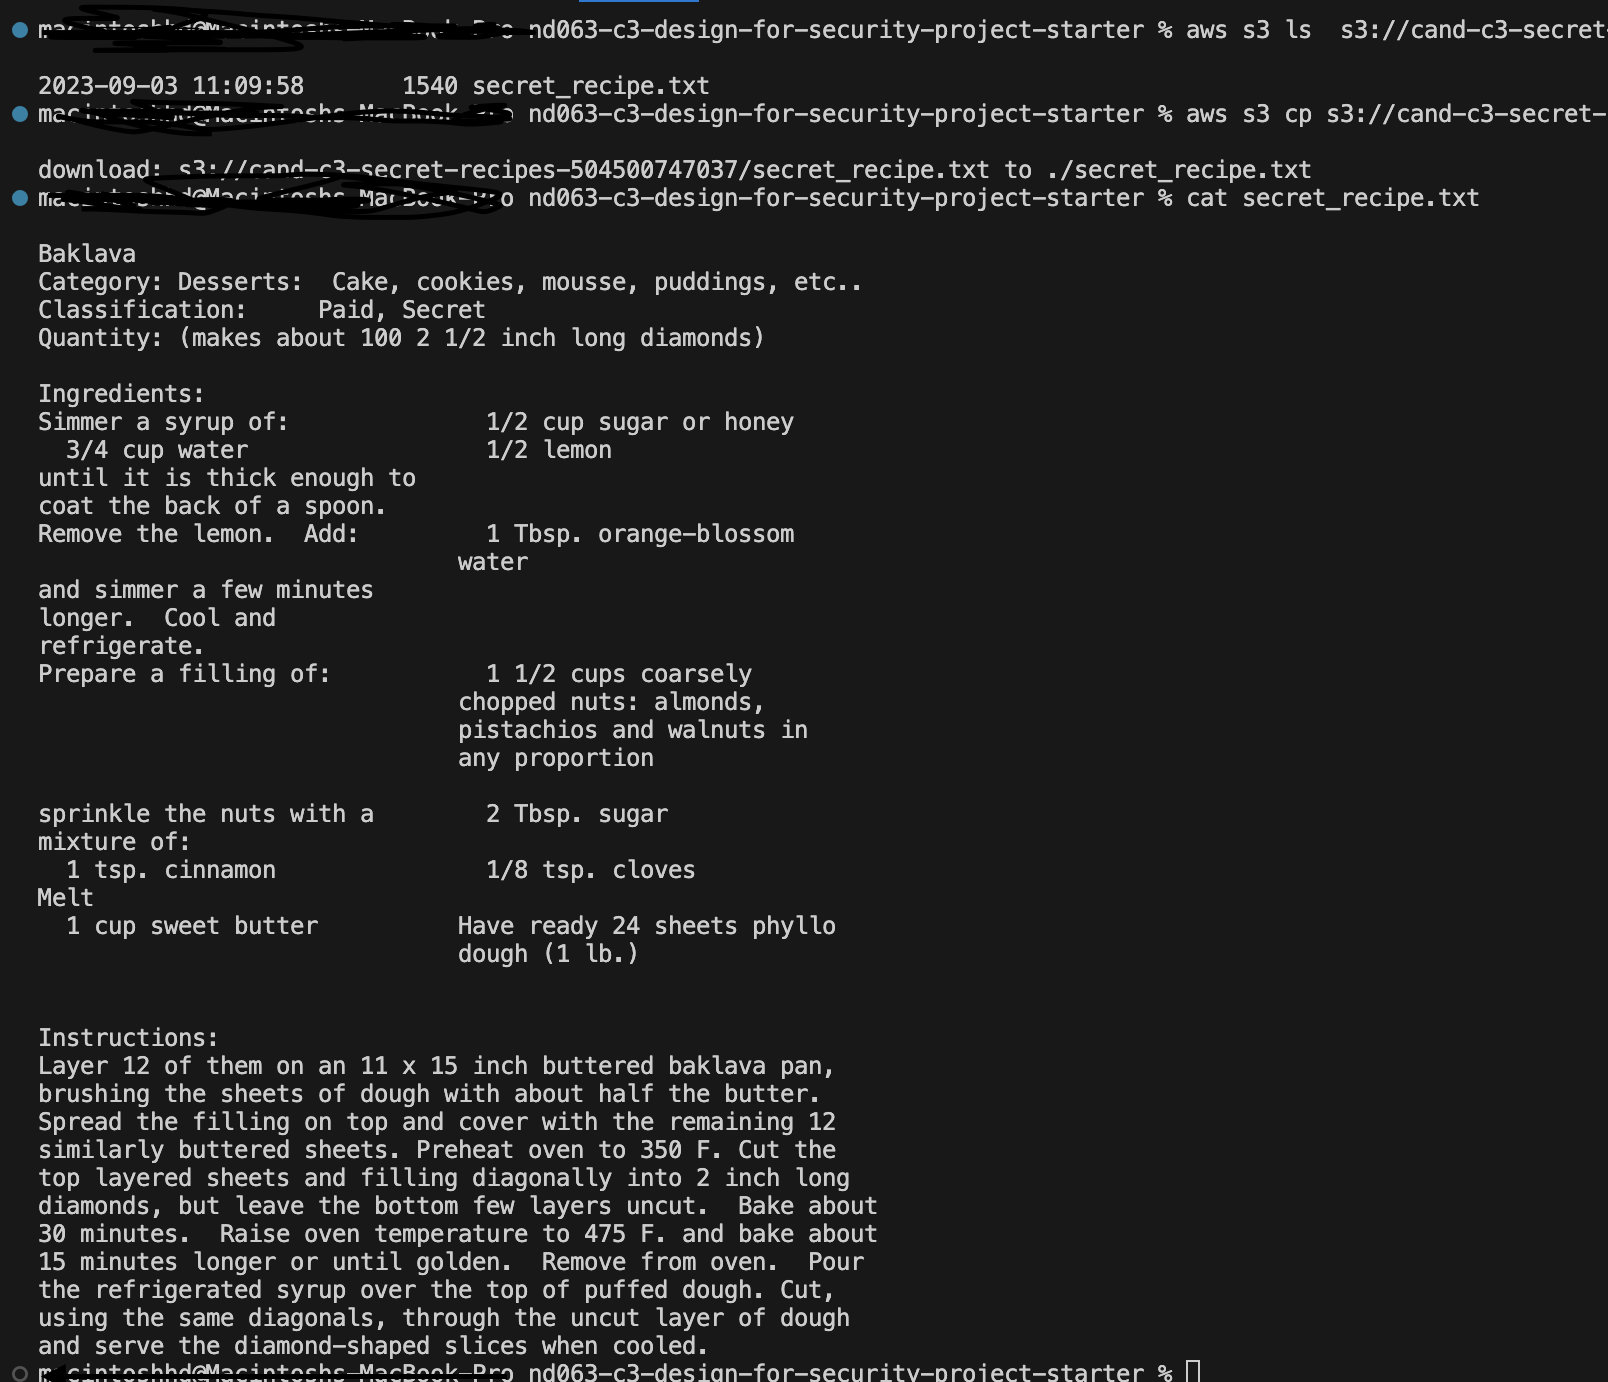 nd063-c3-design-for-security-project-starter % aws s3 ls  s3://cand-c3-secret-
2023-09-03 11:09:58       1540 secret_recipe.txt
nd063-c3-design-for-security-project-starter % aws s3 cp s3://cand-c3-secret-
download: s3://cand-c3-secret-recipes-504500747037/secret_recipe.txt to ./secret_recipe.txt
nd063-c3-design-for-security-project-starter % cat secret_recipe.txt
Baklava
Category: Desserts:  Cake, cookies, mousse, puddings, etc..
Classification:     Paid, Secret
Quantity: (makes about 100 2 1/2 inch long diamonds)
Ingredients:
Simmer a syrup of:              1/2 cup sugar or honey
  3/4 cup water                 1/2 lemon
until it is thick enough to
coat the back of a spoon.
Remove the lemon.  Add:         1 Tbsp. orange-blossom
                              water
and simmer a few minutes
longer.  Cool and
refrigerate.
Prepare a filling of:           1 1/2 cups coarsely
                              chopped nuts: almonds,
                              pistachios and walnuts in
                              any proportion
sprinkle the nuts with a        2 Tbsp. sugar
mixture of:
  1 tsp. cinnamon               1/8 tsp. cloves
Melt
  1 cup sweet butter          Have ready 24 sheets phyllo
                              dough (1 lb.)
Instructions:
Layer 12 of them on an 11 x 15 inch buttered baklava pan,
brushing the sheets of dough with about half the butter.
Spread the filling on top and cover with the remaining 12
similarly buttered sheets. Preheat oven to 350 F. Cut the
top layered sheets and filling diagonally into 2 inch long
diamonds, but leave the bottom few layers uncut.  Bake about
30 minutes.  Raise oven temperature to 475 F. and bake about
15 minutes longer or until golden.  Remove from oven.  Pour
the refrigerated syrup over the top of puffed dough. Cut,
using the same diagonals, through the uncut layer of dough
and serve the diamond-shaped slices when cooled.
nd063-c3-design-for-security-project-starter %